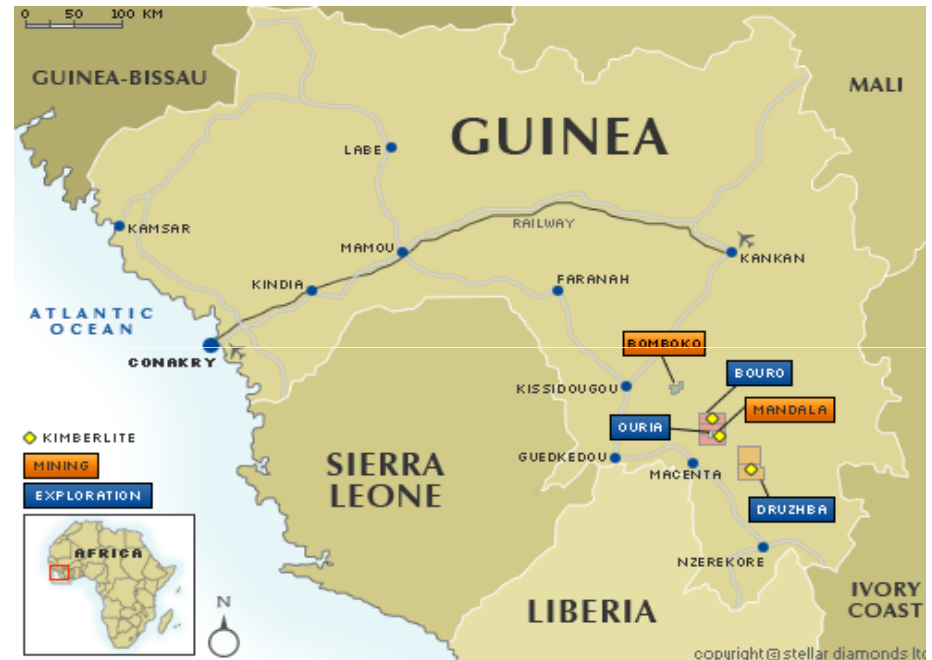 0 50 100 KM
GUINEA-BISSAU
MALI
GUINEA
LABE
KAMSAR
RAILWAY
MAMOU
KANKAN
KINDIA
FARANAH
ATLANTIC
OCEAN
CONAKRY
BOMBOKO
BOURO
KISSIDOUGOU
MANDALA
OURIA
KIMBERLITE
GUEDKEDOU
MINING
SIERRA
LEONE
MACENTA
EXPLORATION
DRUZHBA
AFRICA
NZEREKORE
N
IVORY
COAST
LIBERIA
copyright@stellar diamonds ltd